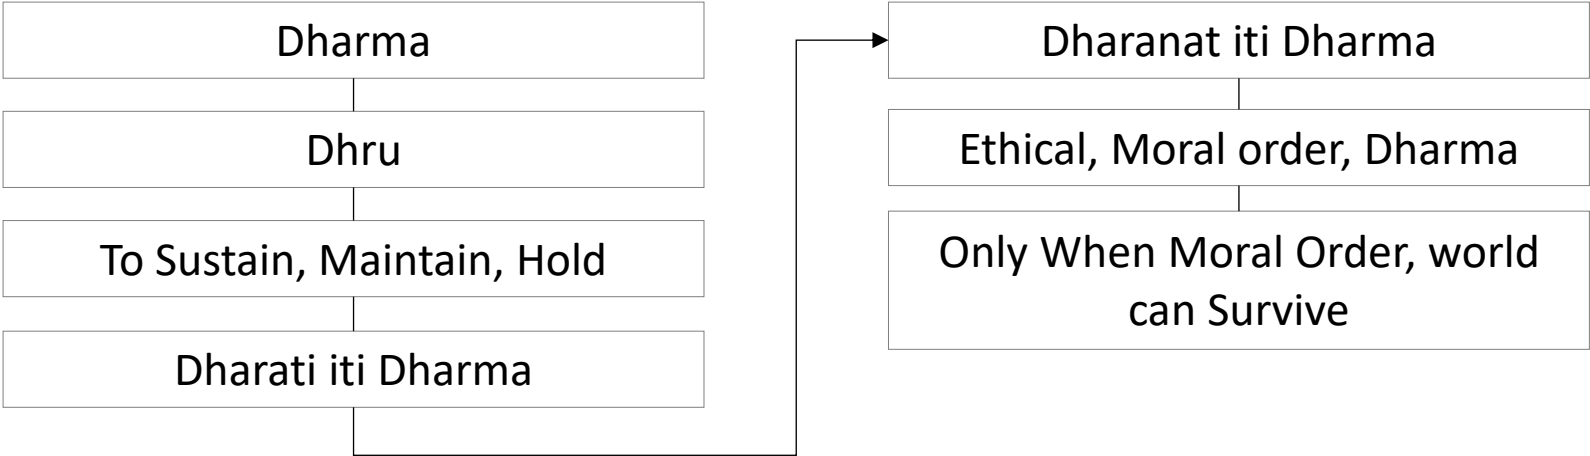 Dharma
Dhru
To Sustain, Maintain, Hold
Dharati iti Dharma
Dharanat iti Dharma
Ethical, Moral order, Dharma
Only When Moral Order, world
can Survive